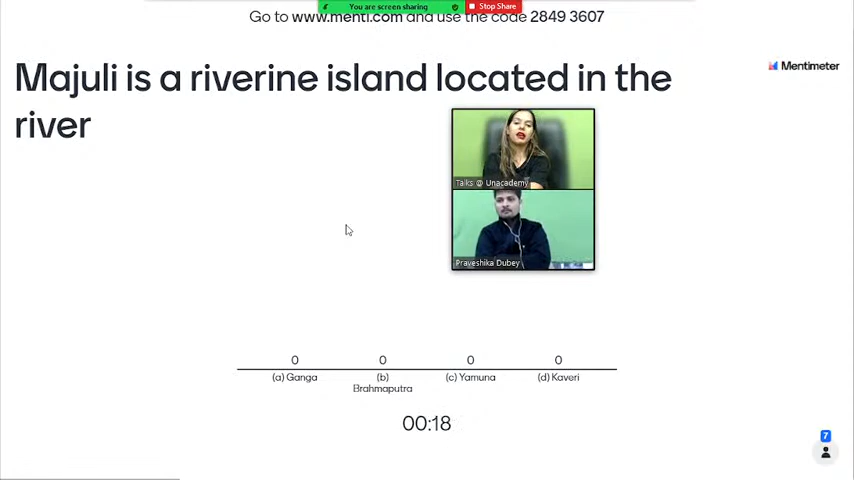 You are screen sharing
Stop Share
Go to www.menti.com and use the code 2849 3607
Majuli is a riverine island located in the
river
Mentimeter
Talks @ Unacademy
Praveshika Dubey
0 0 0 0
(a) Ganga (b) (c) Yamuna (d) Kaveri
Brahmaputra
00:18
7